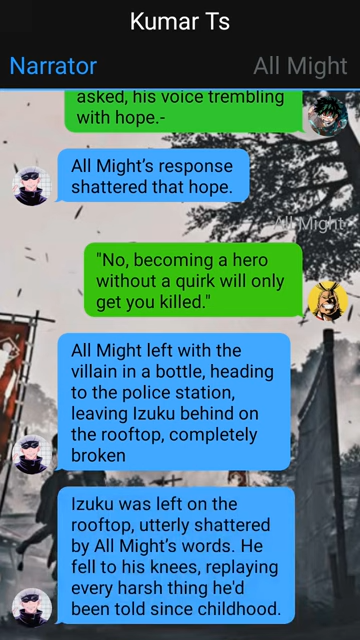 Kumar Ts
Narrator
All Might
asked, his voice trembling
with hope.-
All Might's response
shattered that hope.
All Might
"No, becoming a hero
without a quirk will only
get you killed."
All Might left with the
villain in a bottle, heading
to the police station,
leaving Izuku behind on
the rooftop, completely
broken
Izuku was left on the
rooftop, utterly shattered
by All Might's words. He
fell to his knees, replaying
every harsh thing he'd
been told since childhood.